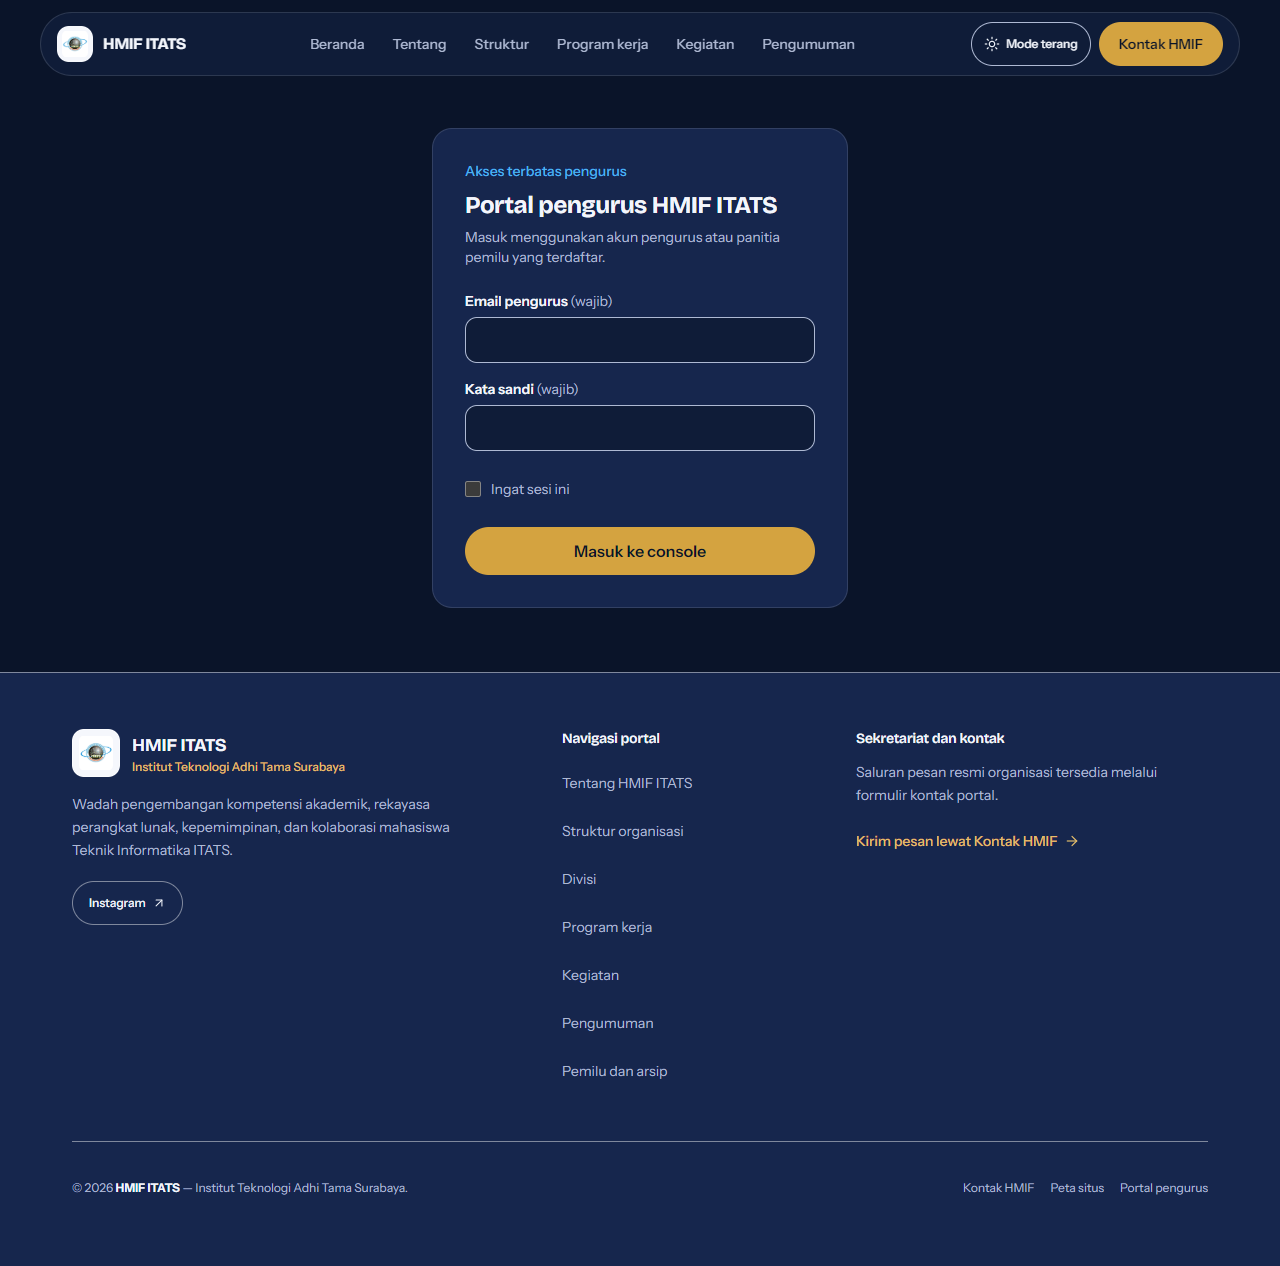 HMIF ITATS
Beranda
Tentang
Struktur
Program kerja
Kegiatan
Pengumuman
Mode terang
Kontak HMIF
Akses terbatas pengurus
Portal pengurus HMIF ITATS
Masuk menggunakan akun pengurus atau panitia
pemilu yang terdaftar.
Email pengurus (wajib)
Kata sandi (wajib)
Ingat sesi ini
Masuk ke console
HMIF ITATS
Institut Teknologi Adhi Tama Surabaya
Wadah pengembangan kompetensi akademik, rekayasa
perangkat lunak, kepemimpinan, dan kolaborasi mahasiswa
Teknik Informatika ITATS.
Instagram
Navigasi portal
Tentang HMIF ITATS
Struktur organisasi
Divisi
Program kerja
Kegiatan
Pengumuman
Pemilu dan arsip
Sekretariat dan kontak
Saluran pesan resmi organisasi tersedia melalui
formulir kontak portal.
Kirim pesan lewat Kontak HMIF
© 2026 HMIF ITATS — Institut Teknologi Adhi Tama Surabaya.
Kontak HMIF
Peta situs
Portal pengurus